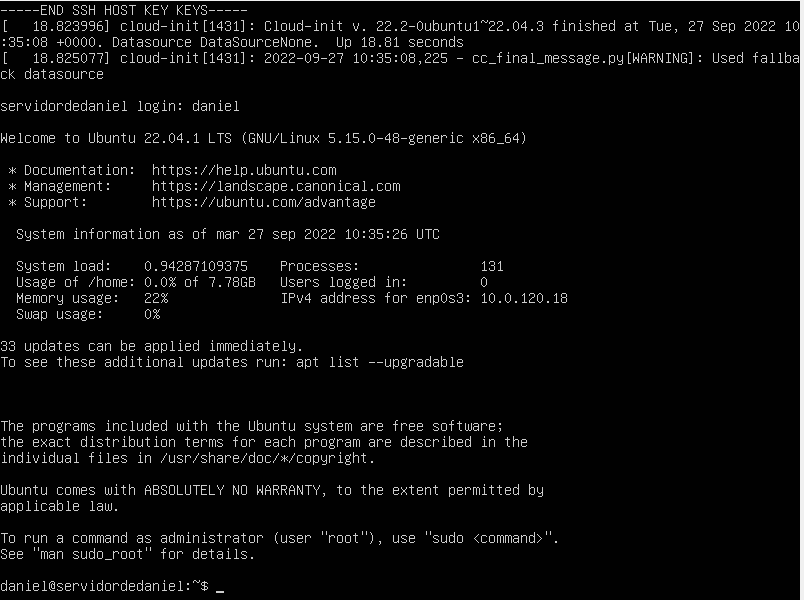 -----END SSH HOST KEY KEYS-----
[   18.823996] cloud-init[1431]: Cloud-init v. 22.2-0ubuntu1~22.04.3 finished at Tue, 27 Sep 2022 10
:35:08 +0000. Datasource DataSourceNone.  Up 18.81 seconds
[   18.825077] cloud-init[1431]: 2022-09-27 10:35:08,225 - cc_final_message.py[WARNING]: Used fallba
ck datasource
servidordedaniel login: daniel
Welcome to Ubuntu 22.04.1 LTS (GNU/Linux 5.15.0-48-generic x86_64)
 * Documentation:  https://help.ubuntu.com
 * Management:     https://landscape.canonical.com
 * Support:        https://ubuntu.com/advantage
  System information as of mar 27 sep 2022 10:35:26 UTC
  System load:    0.94287109375    Processes:               131
  Usage of /home: 0.0% of 7.78GB   Users logged in:         0
  Memory usage:   22%              IPv4 address for enp0s3: 10.0.120.18
  Swap usage:     0%
33 updates can be applied immediately.
To see these additional updates run: apt list --upgradable
The programs included with the Ubuntu system are free software;
the exact distribution terms for each program are described in the
individual files in /usr/share/doc/*/copyright.
Ubuntu comes with ABSOLUTELY NO WARRANTY, to the extent permitted by
applicable law.
To run a command as administrator (user "root"), use "sudo <command>".
See "man sudo_root" for details.
daniel@servidordedaniel:~$ _